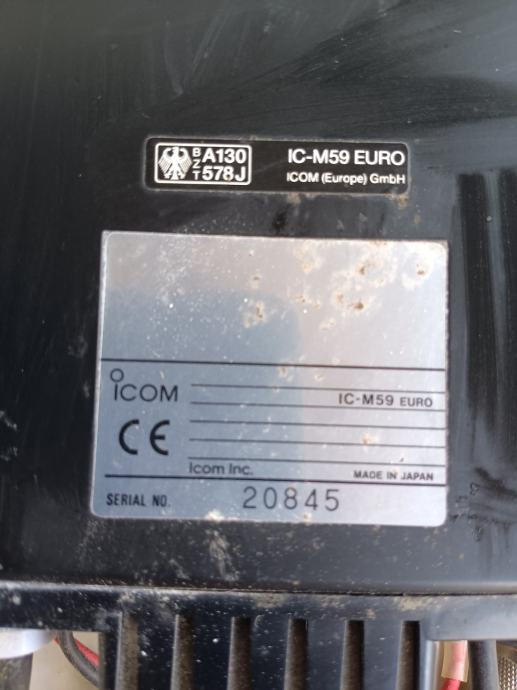 BZT A130 578J
IC-M59 EURO
ICOM (Europe) GmbH
ICOM
IC-M59 EURO
CE
Icom Inc.
MADE IN JAPAN
SERIAL NO. 20845